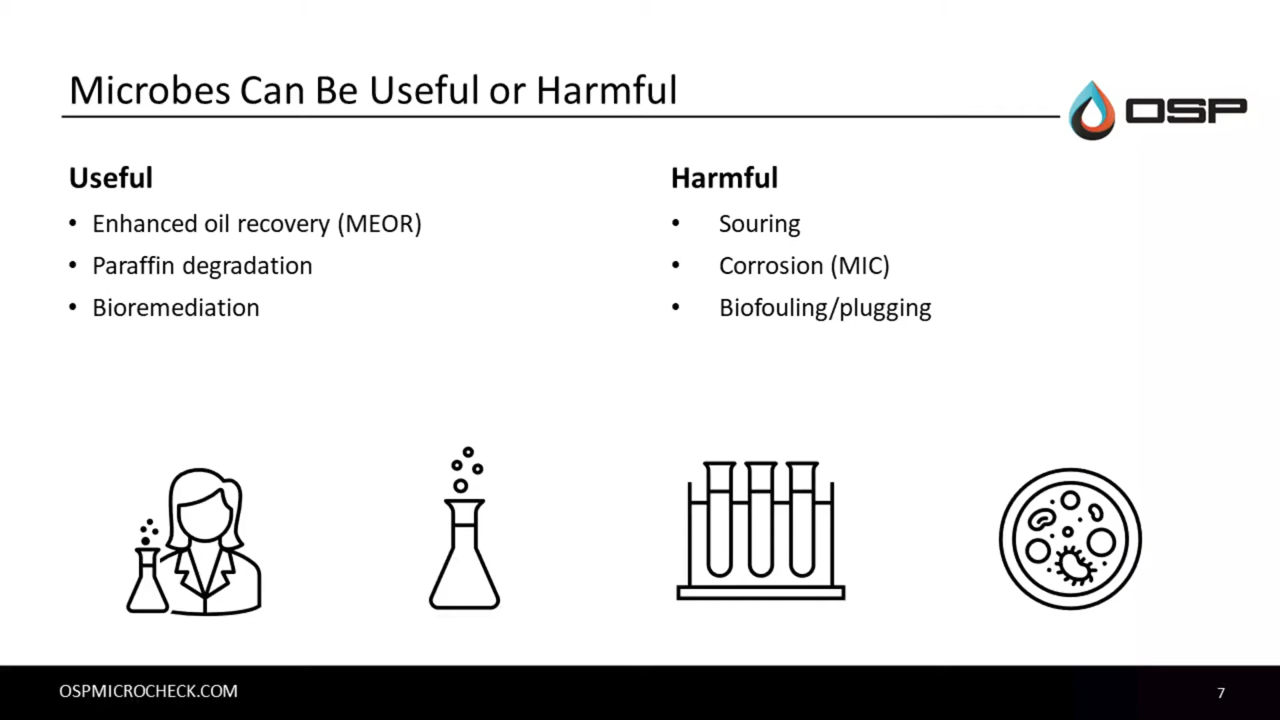 Microbes Can Be Useful or Harmful
OSP
Useful
• Enhanced oil recovery (MEOR)
• Paraffin degradation
• Bioremediation
Harmful
• Souring
• Corrosion (MIC)
• Biofouling/plugging
OSPMICROCHECK.COM
7